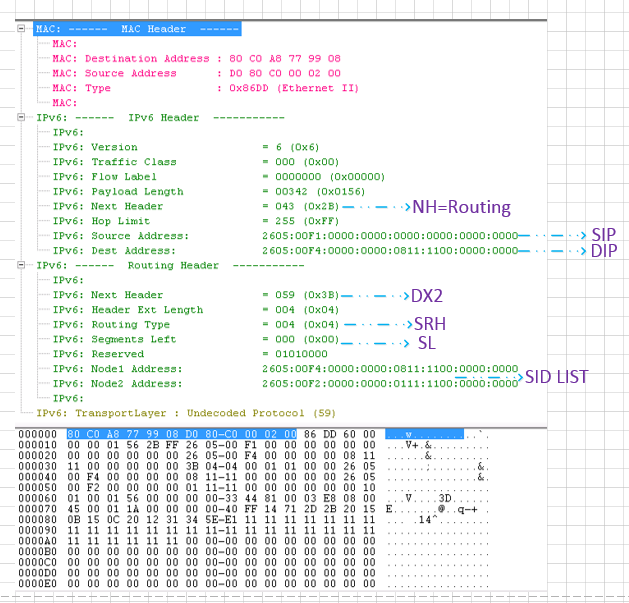 MAC: ------ MAC Header ------
MAC:
MAC: Destination Address : 80 C0 A8 77 99 08
MAC: Source Address : D0 80 C0 00 02 00
MAC: Type : 0x86DD (Ethernet II)
MAC:
IPv6: ------ IPv6 Header -----------
IPv6:
IPv6: Version = 6 (0x6)
IPv6: Traffic Class = 000 (0x00)
IPv6: Flow Label = 0000000 (0x00000)
IPv6: Payload Length = 00342 (0x0156)
IPv6: Next Header = 043 (0x2B) NH=Routing
IPv6: Hop Limit = 255 (0xFF)
IPv6: Source Address: 2605:00F1:0000:0000:0000:0000:0000:0000 SIP
IPv6: Dest Address: 2605:00F4:0000:0000:0811:1100:0000:0000 DIP
IPv6: ------ Routing Header -----------
IPv6:
IPv6: Next Header = 059 (0x3B) DX2
IPv6: Header Ext Length = 004 (0x04)
IPv6: Routing Type = 004 (0x04) SRH
IPv6: Segments Left = 000 (0x00) SL
IPv6: Reserved = 01010000
IPv6: Node1 Address: 2605:00F4:0000:0000:0811:1100:0000:0000
IPv6: Node2 Address: 2605:00F2:0000:0000:0111:1100:0000:0000 SID LIST
IPv6:
IPv6: TransportLayer : Undecoded Protocol (59)
000000 80 C0 A8 77 99 08 D0 80-C0 00 02 00 86 DD 60 00 ...v........`.
000010 00 00 01 56 2B FF 26 05-00 F1 00 00 00 00 00 00 ...V+.&.........
000020 00 00 00 00 00 00 26 05-00 F4 00 00 00 00 08 11 ......&.........
000030 11 00 00 00 00 00 3B 04-04 00 01 01 00 00 26 05 ......;.......&.
000040 00 F4 00 00 00 00 08 11-11 00 00 00 00 00 26 05 ..............&.
000050 00 F2 00 00 00 00 01 11-11 00 00 00 00 00 00 10 ................
000060 01 00 01 56 00 00 00 00-33 44 81 00 03 E8 08 00 ...V....3D......
000070 45 00 01 1A 00 00 00 00-40 FF 14 71 2D 2B 20 15 E.......@..q-+ .
000080 0B 15 0C 20 12 31 34 5E-E1 11 11 11 11 11 11 11 ... .14^........
000090 11 11 11 11 11 11 11 11-11 11 11 11 11 11 11 11 ................
0000A0 11 11 11 11 11 00 00 00-00 00 00 00 00 00 00 00 ................
0000B0 00 00 00 00 00 00 00 00-00 00 00 00 00 00 00 00 ................
0000C0 00 00 00 00 00 00 00 00-00 00 00 00 00 00 00 00 ................
0000D0 00 00 00 00 00 00 00 00-00 00 00 00 00 00 00 00 ................
0000E0 00 00 00 00 00 00 00 00-00 00 00 00 00 00 00 00 ................